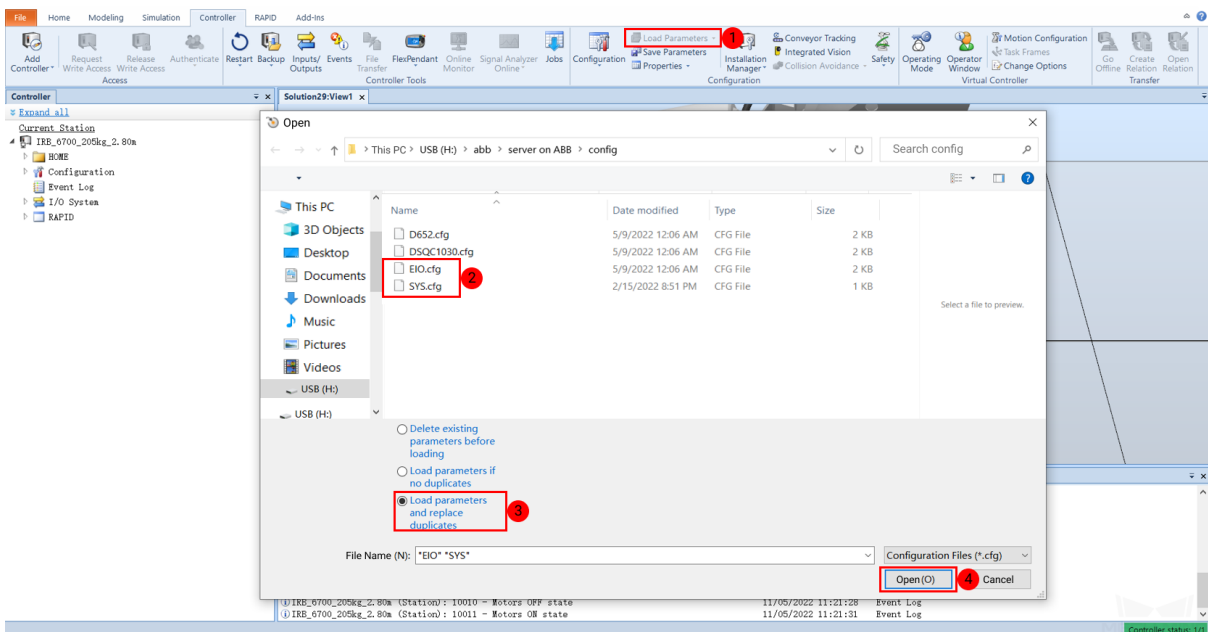 File Home Modeling Simulation Controller RAPID Add-Ins
Add Controller
Request Write Access
Release Write Access
Authenticate
Access
Restart
Backup
Inputs/ Outputs
Events
File Transfer
FlexPendant
Online Monitor
Signal Analyzer Online
Jobs
Controller Tools
Configuration
Load Parameters
1
Save Parameters
Properties
Installation Manager
Conveyor Tracking
Integrated Vision
Collision Avoidance
Safety
Configuration
Operating Mode
Operator Window
Motion Configuration
Task Frames
Change Options
Virtual Controller
Go Offline
Create Relation
Open Relation
Transfer
Controller
Solution29:View1
Expand all
Current Station
IRB_6700_205kg_2.80m
HOME
Configuration
Event Log
I/O System
RAPID
Open
This PC > USB (H:) > abb > server on ABB > config
Search config
This PC
3D Objects
Desktop
Documents
Downloads
Music
Pictures
Videos
USB (H:)
USB (H:)
Name Date modified Type Size
D652.cfg 5/9/2022 12:06 AM CFG File 2 KB
DSQC1030.cfg 5/9/2022 12:06 AM CFG File 2 KB
EIO.cfg 5/9/2022 12:06 AM CFG File 2 KB
2
SYS.cfg 2/15/2022 8:51 PM CFG File 1 KB
Select a file to preview.
Delete existing
parameters before
loading
Load parameters if
no duplicates
Load parameters
and replace
duplicates
3
File Name (N): "EIO" "SYS" Configuration Files (*.cfg)
Open(O) 4 Cancel
IRB_6700_205kg_2.80m (Station): 10010 - Motors OFF state 11/05/2022 11:21:28 Event Log
IRB_6700_205kg_2.80m (Station): 10011 - Motors ON state 11/05/2022 11:21:31 Event Log
Controller status: 1/1